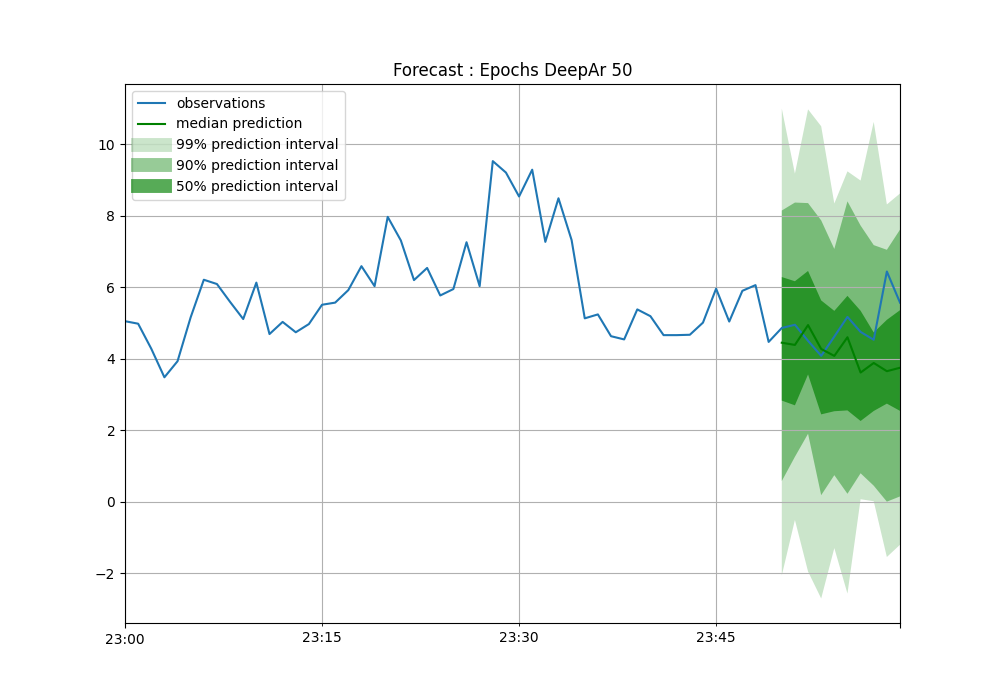 Forecast : Epochs DeepAr 50
observations
median prediction
99% prediction interval
90% prediction interval
50% prediction interval
10
8
6
4
2
0
−2
23:00
23:15
23:30
23:45